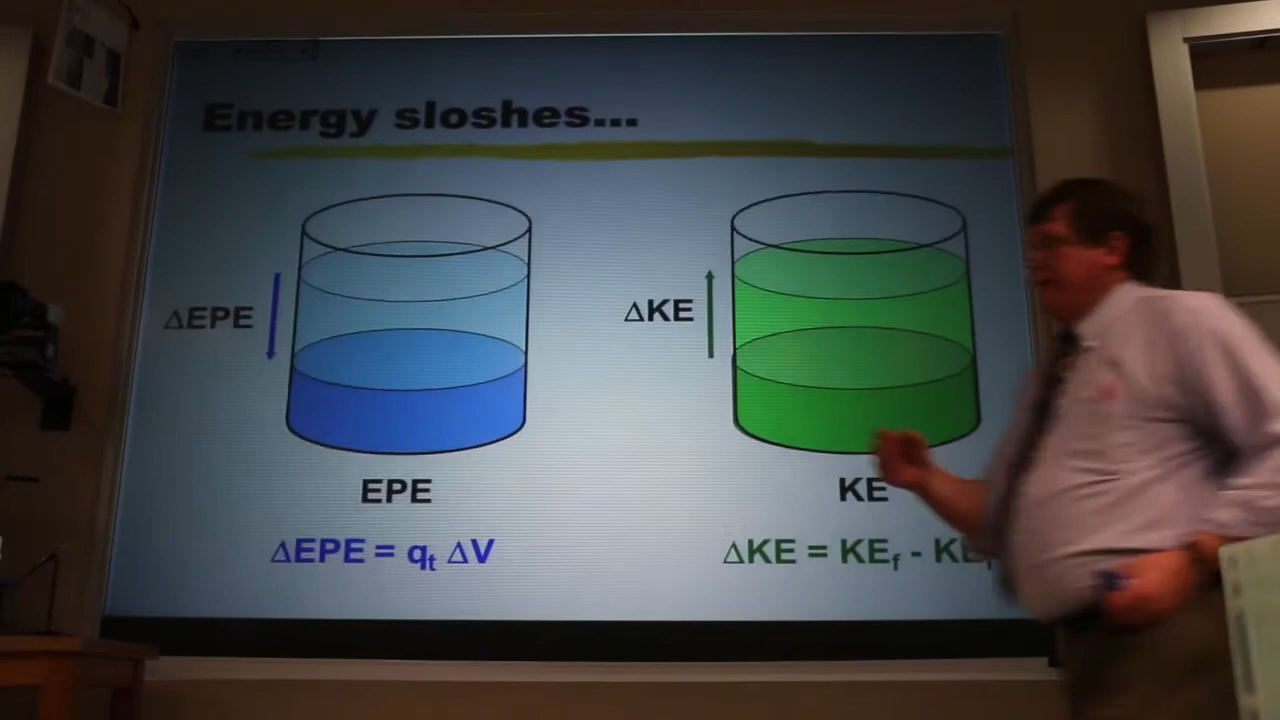 Energy sloshes...
ΔEPE
ΔKE
EPE
KE
ΔEPE = qt ΔV
ΔKE = KEf - KE